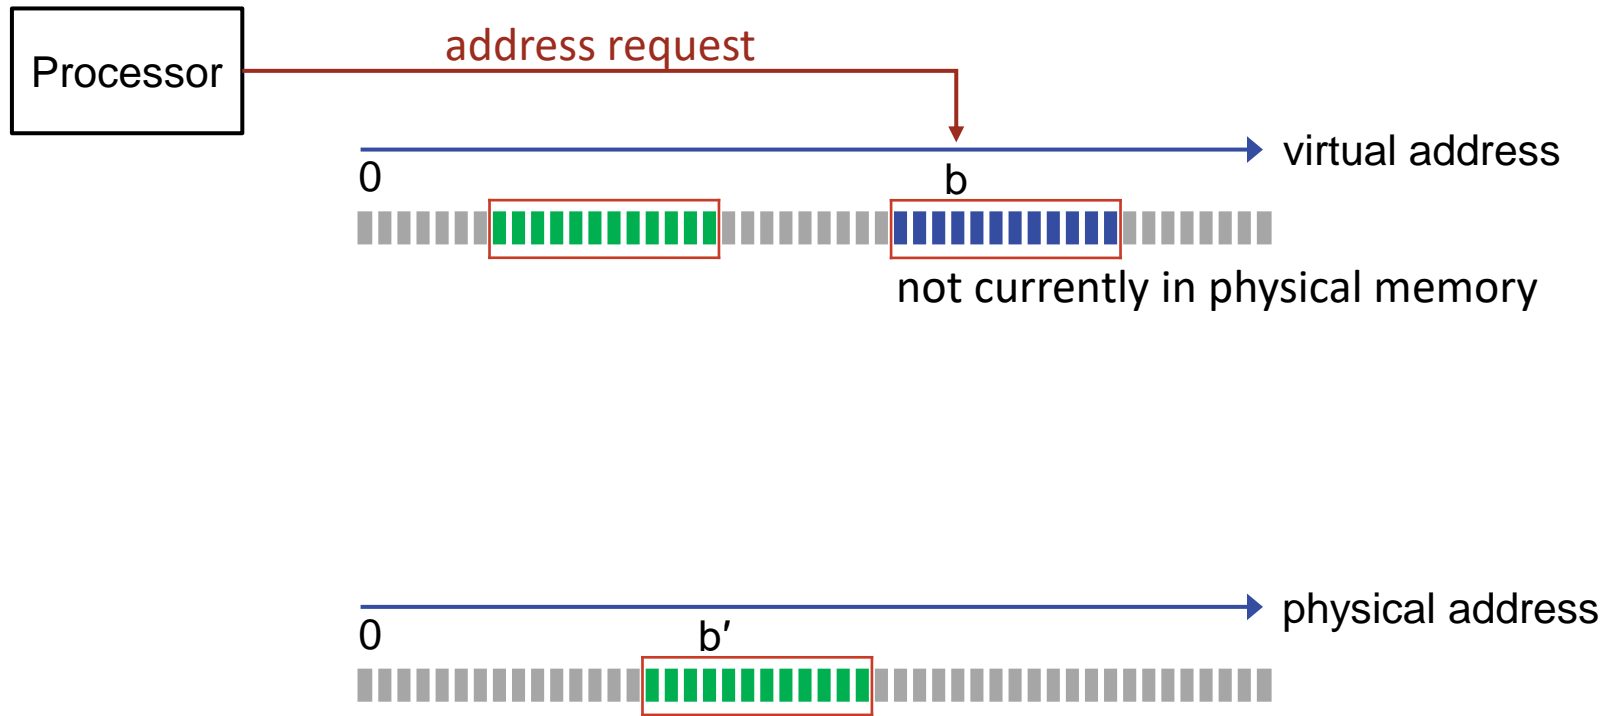 address request
Processor
virtual address
0
b
not currently in physical memory
physical address
0
b′